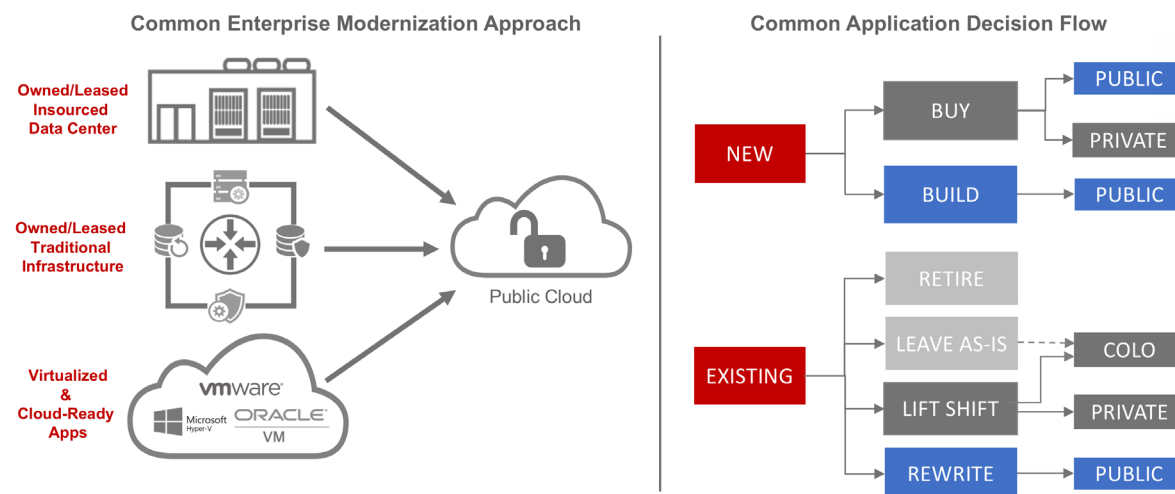 Common Enterprise Modernization Approach
Owned/Leased
Insourced
Data Center
Owned/Leased
Traditional
Infrastructure
Virtualized
&
Cloud-Ready
Apps
vmware®
Microsoft
Hyper-V
ORACLE®
VM
Public Cloud
Common Application Decision Flow
NEW
BUY
PUBLIC
PRIVATE
BUILD
PUBLIC
EXISTING
RETIRE
LEAVE AS-IS
COLO
LIFT SHIFT
PRIVATE
REWRITE
PUBLIC